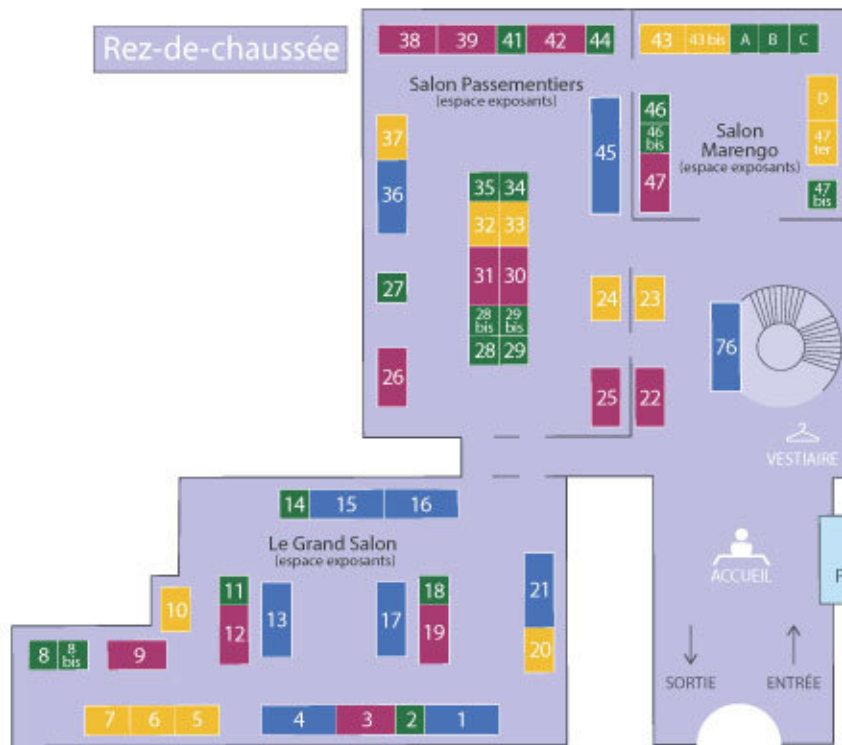 Rez-de-chaussée
38 39 41 42 44
43 43 bis A B C
Salon Passementiers
(espace exposants)
37
36
45
46
46
bis
47
Salon
Marengo
(espace exposants)
D
47
ter
47
bis
35 34
32 33
31 30
28
bis
29
bis
28 29
27
26
24 23
25 22
76
VESTIAIRE
14 15 16
Le Grand Salon
(espace exposants)
11
12
13
17
18
19
21
20
10
8
8
bis
9
7 6 5
4 3 2 1
ACCUEIL
P
SORTIE ENTRÉE